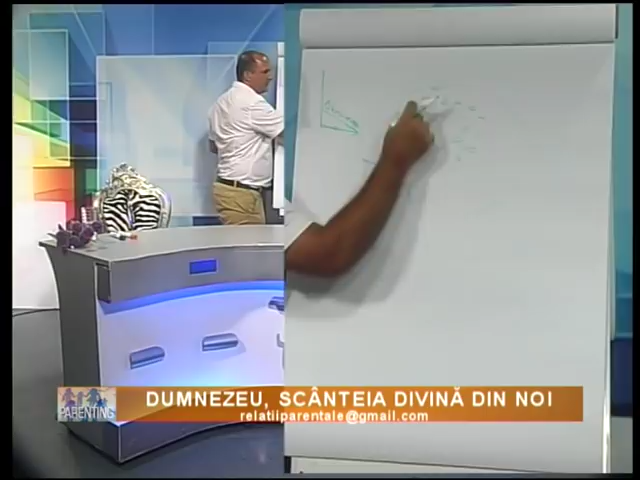 PARENTING
DUMNEZEU, SCÂNTEIA DIVINĂ DIN NOI
relatiiparentale@gmail.com